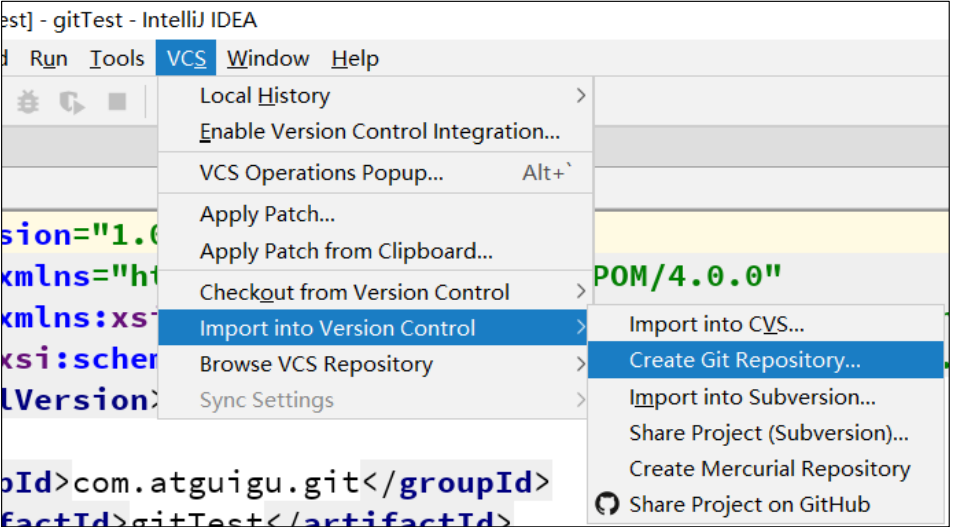 est] - gitTest - IntelliJ IDEA
d Run Tools VCS Window Help
Local History
Enable Version Control Integration...
VCS Operations Popup... Alt+`
Apply Patch...
sion="1.0
Apply Patch from Clipboard...
xmlns="ht POM/4.0.0"
Checkout from Version Control
xmlns:xsi
Import into Version Control
Import into CVS...
xsi:schem
Browse VCS Repository
Create Git Repository...
lVersion>
Sync Settings
Import into Subversion...
Share Project (Subversion)...
pId>com.atguigu.git</groupId>
Create Mercurial Repository
Share Project on GitHub
factId>gitTest</artifactId>